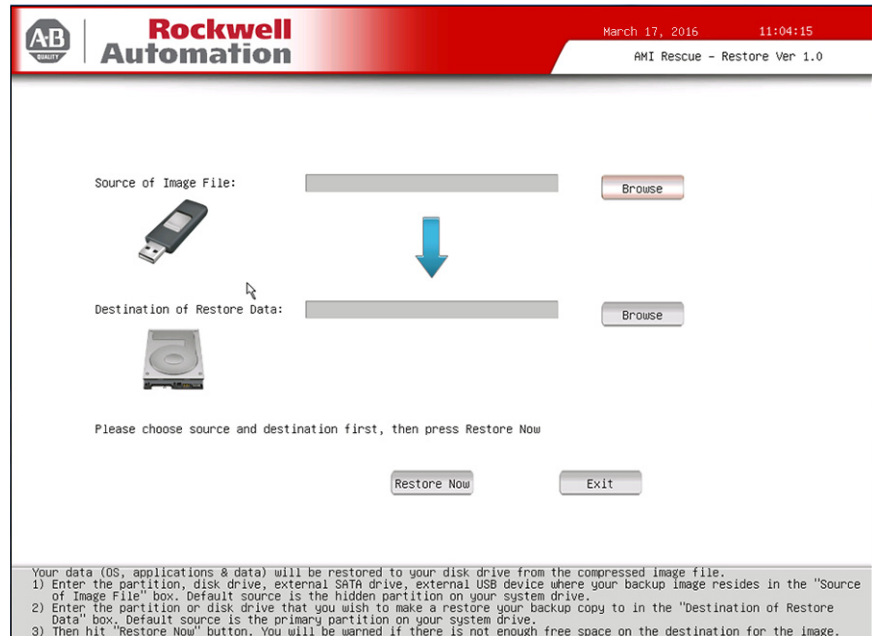 A·B
QUALITY
Rockwell
Automation
March 17, 2016 11:04:15
AMI Rescue - Restore Ver 1.0
Source of Image File:
Browse
Destination of Restore Data:
Browse
Please choose source and destination first, then press Restore Now
Restore Now
Exit
Your data (OS, applications & data) will be restored to your disk drive from the compressed image file.
1) Enter the partition, disk drive, external SATA drive, external USB device where your backup image resides in the "Source
of Image File" box. Default source is the hidden partition on your system drive.
2) Enter the partition or disk drive that you wish to make a restore your backup copy to in the "Destination of Restore
Data" box. Default source is the primary partition on your system drive.
3) Then hit "Restore Now" button. You will be warned if there is not enough free space on the destination for the image.